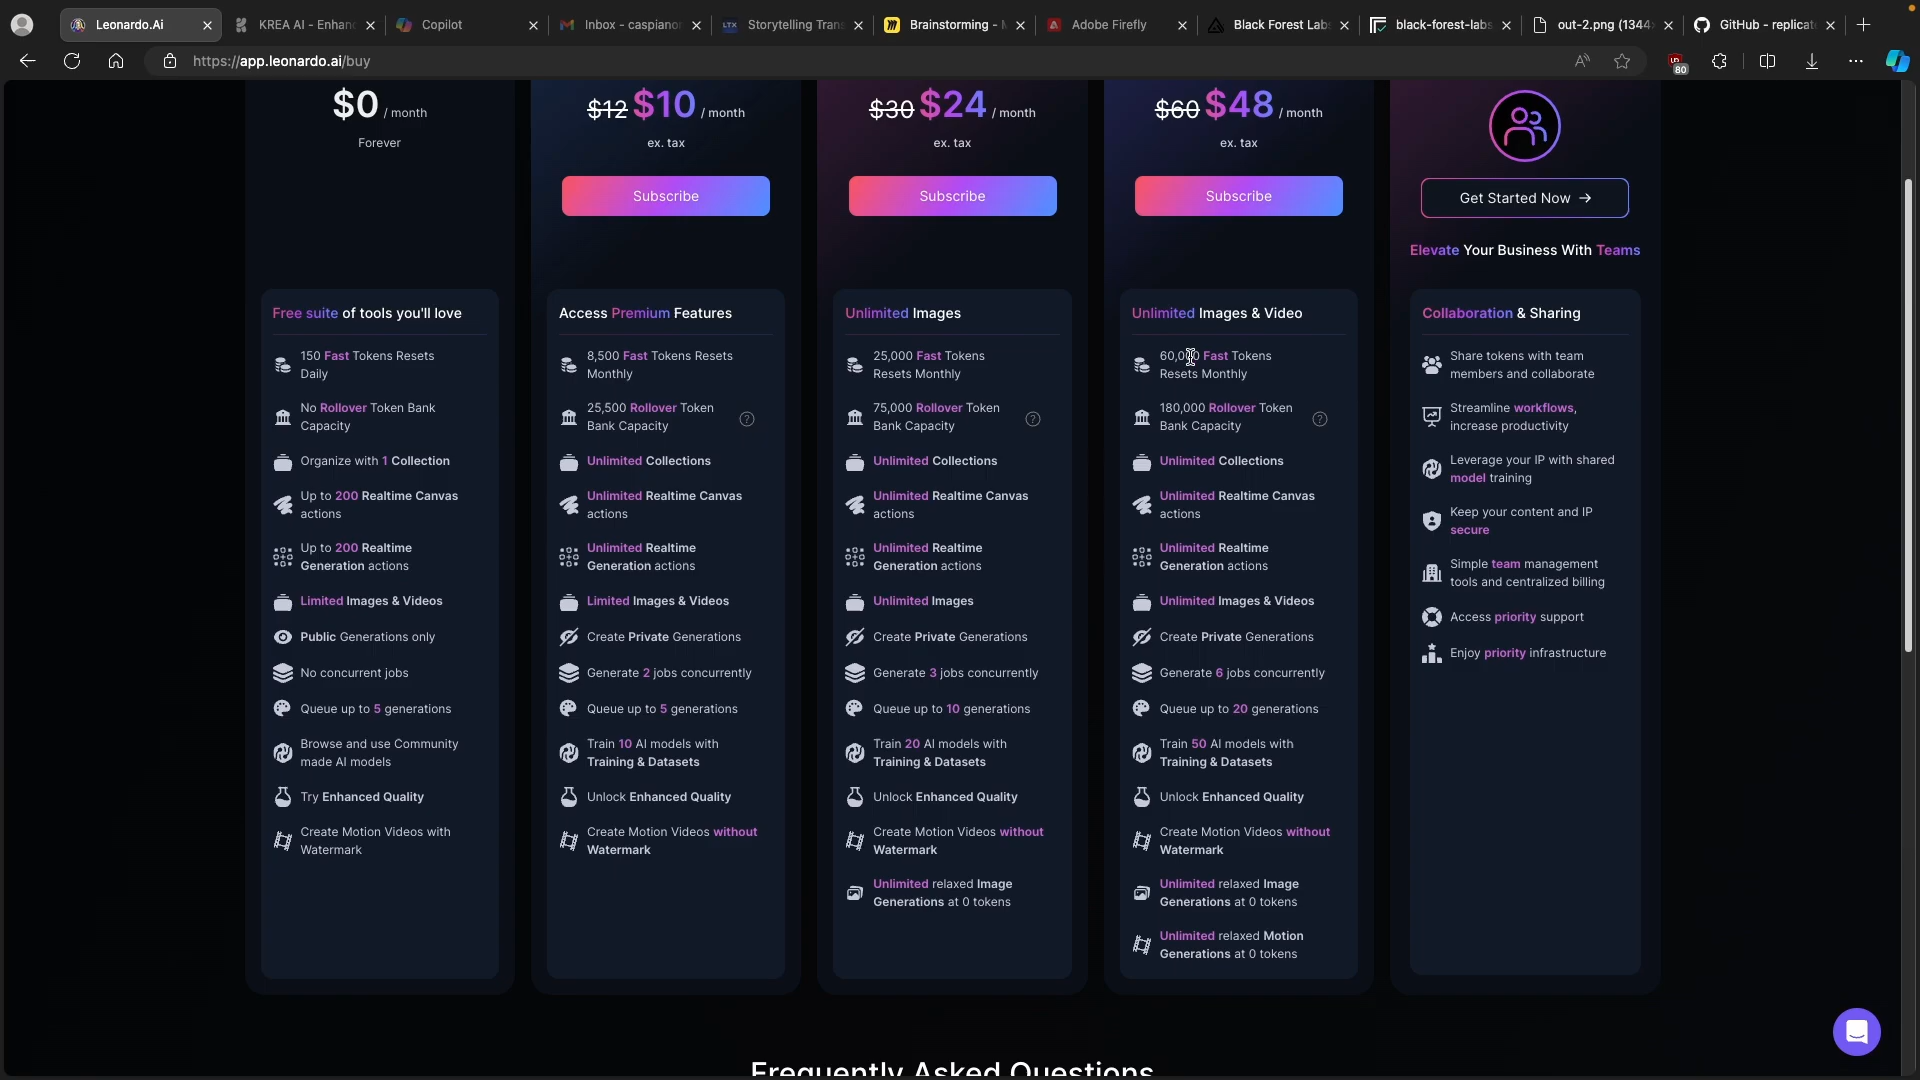 Leonardo.Ai
KREA AI - Enhan
Copilot
Inbox - caspiano
LTX
Storytelling Tran
Brainstorming -
Adobe Firefly
Black Forest Lab
black-forest-labs
out-2.png (1344
GitHub - replicat
https://app.leonardo.ai/buy
80
$0 / month
Forever
$12 $10 / month
ex. tax
Subscribe
$30 $24 / month
ex. tax
Subscribe
$60 $48 / month
ex. tax
Subscribe
Get Started Now →
Elevate Your Business With Teams
Free suite of tools you'll love
150 Fast Tokens Resets
Daily
No Rollover Token Bank
Capacity
Organize with 1 Collection
Up to 200 Realtime Canvas
actions
Up to 200 Realtime
Generation actions
Limited Images & Videos
Public Generations only
No concurrent jobs
Queue up to 5 generations
Browse and use Community
made AI models
Try Enhanced Quality
Create Motion Videos with
Watermark
Access Premium Features
8,500 Fast Tokens Resets
Monthly
25,500 Rollover Token
Bank Capacity
?
Unlimited Collections
Unlimited Realtime Canvas
actions
Unlimited Realtime
Generation actions
Limited Images & Videos
Create Private Generations
Generate 2 jobs concurrently
Queue up to 5 generations
Train 10 AI models with
Training & Datasets
Unlock Enhanced Quality
Create Motion Videos without
Watermark
Unlimited Images
25,000 Fast Tokens
Resets Monthly
75,000 Rollover Token
Bank Capacity
?
Unlimited Collections
Unlimited Realtime Canvas
actions
Unlimited Realtime
Generation actions
Unlimited Images
Create Private Generations
Generate 3 jobs concurrently
Queue up to 10 generations
Train 20 AI models with
Training & Datasets
Unlock Enhanced Quality
Create Motion Videos without
Watermark
Unlimited relaxed Image
Generations at 0 tokens
Unlimited Images & Video
60,000 Fast Tokens
Resets Monthly
180,000 Rollover Token
Bank Capacity
?
Unlimited Collections
Unlimited Realtime Canvas
actions
Unlimited Realtime
Generation actions
Unlimited Images & Videos
Create Private Generations
Generate 6 jobs concurrently
Queue up to 20 generations
Train 50 AI models with
Training & Datasets
Unlock Enhanced Quality
Create Motion Videos without
Watermark
Unlimited relaxed Image
Generations at 0 tokens
Unlimited relaxed Motion
Generations at 0 tokens
Collaboration & Sharing
Share tokens with team
members and collaborate
Streamline workflows,
increase productivity
Leverage your IP with shared
model training
Keep your content and IP
secure
Simple team management
tools and centralized billing
Access priority support
Enjoy priority infrastructure
Frequently Asked Questions